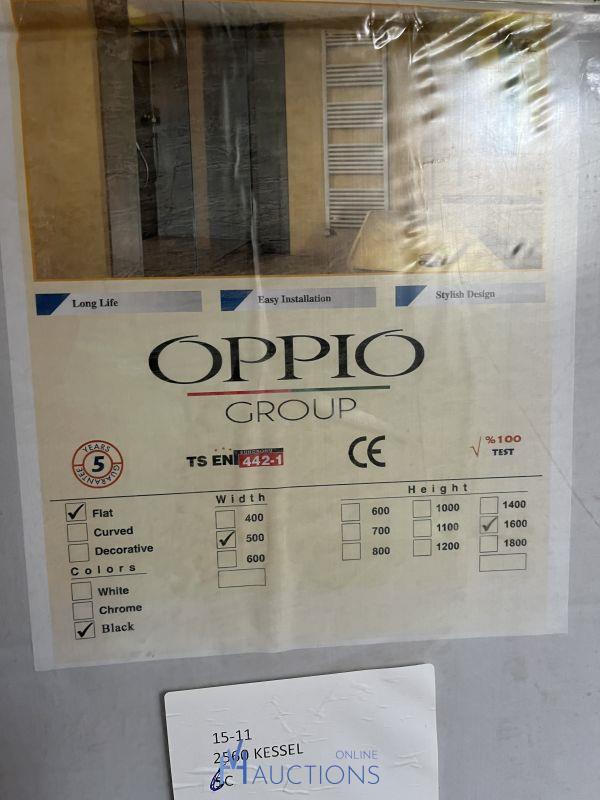 Long Life Easy Installation Stylish Design
OPPIO
GROUP
5 YEARS GUARANTEE
TS EN 442-1
CE
√ %100
TEST
Flat
Curved
Decorative
Colors
White
Chrome
Black
Width
400
500
600
Height
600 1000 1400
700 1100 1600
800 1200 1800
15-11
2560 KESSEL
6C
ONLINE
AUCTIONS